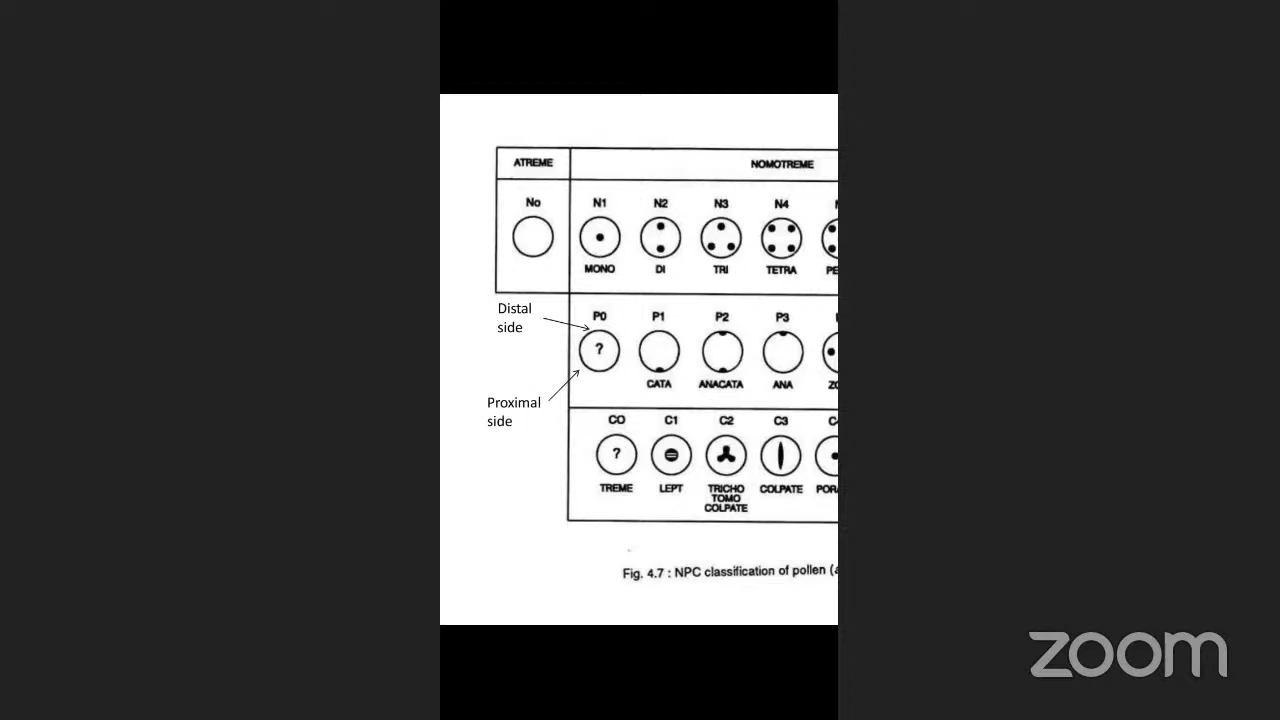 ATREME NOMOTREME
No N1 N2 N3 N4
MONO DI TRI TETRA
Distal
side
P0 P1 P2 P3
?
CATA ANACATA ANA
Proximal
side
CO C1 C2 C3
?
TREME LEPT TRICHO COLPATE
TOMO
COLPATE
Fig. 4.7 : NPC classification of pollen
zoom